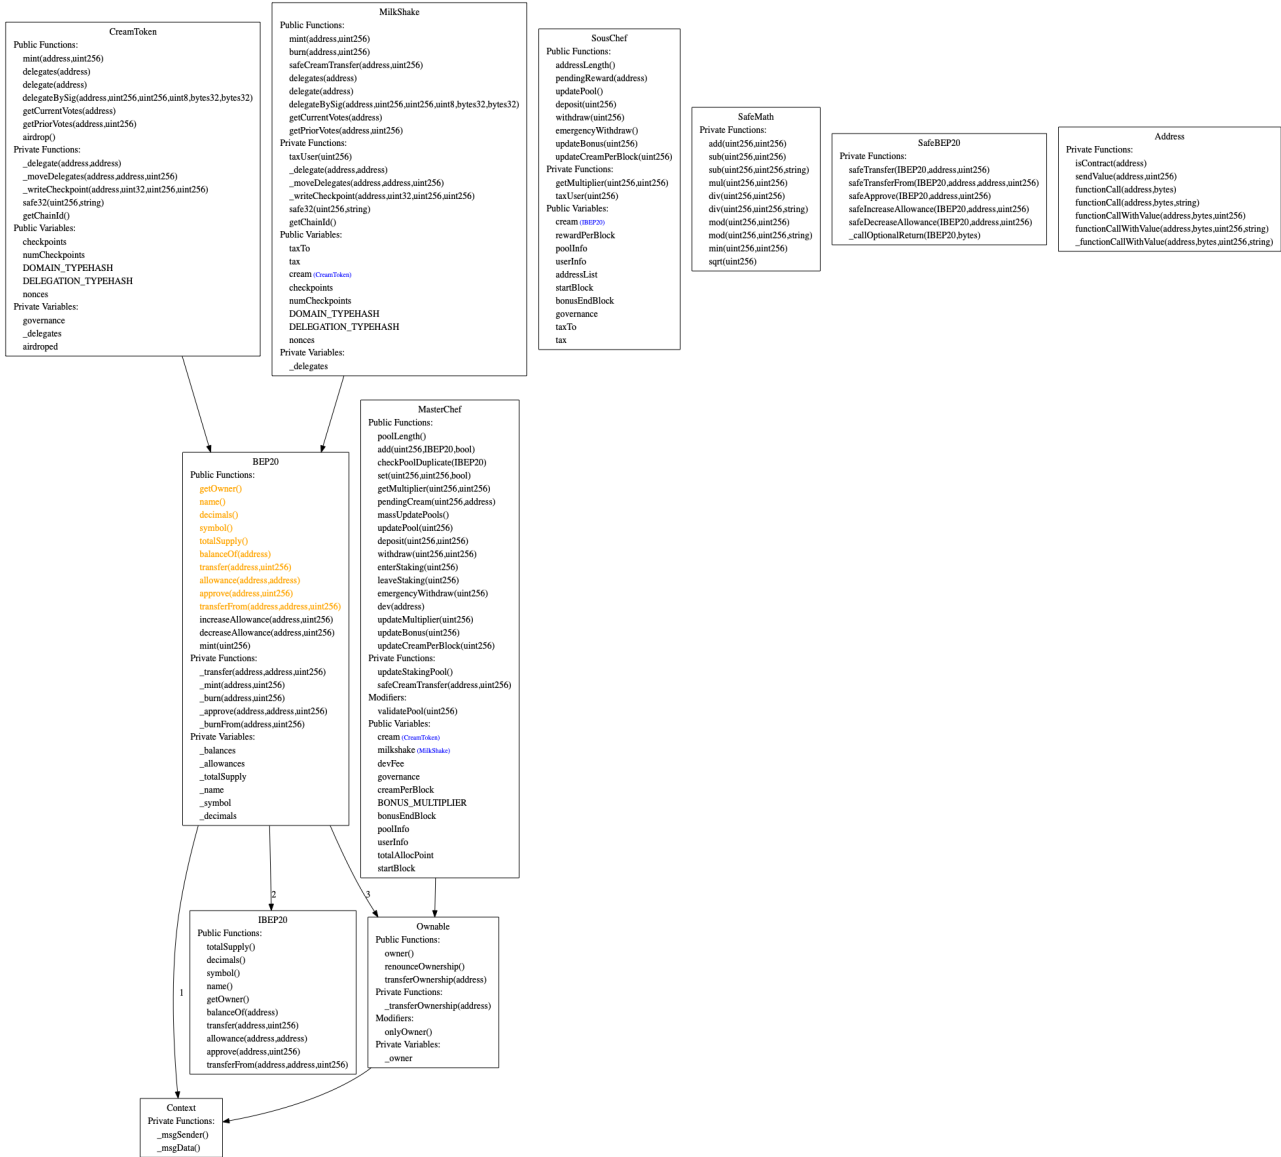 CreamToken
Public Functions:
mint(address,uint256)
delegates(address)
delegate(address)
delegateBySig(address,uint256,uint256,uint8,bytes32,bytes32)
getCurrentVotes(address)
getPriorVotes(address,uint256)
airdrop()
Private Functions:
_delegate(address,address)
_moveDelegates(address,address,uint256)
_writeCheckpoint(address,uint32,uint256,uint256)
safe32(uint256,string)
getChainId()
Public Variables:
checkpoints
numCheckpoints
DOMAIN_TYPEHASH
DELEGATION_TYPEHASH
nonces
Private Variables:
governance
_delegates
airdroped
MilkShake
Public Functions:
mint(address,uint256)
burn(address,uint256)
safeCreamTransfer(address,uint256)
delegates(address)
delegate(address)
delegateBySig(address,uint256,uint256,uint8,bytes32,bytes32)
getCurrentVotes(address)
getPriorVotes(address,uint256)
Private Functions:
taxUser(uint256)
_delegate(address,address)
_moveDelegates(address,address,uint256)
_writeCheckpoint(address,uint32,uint256,uint256)
safe32(uint256,string)
getChainId()
Public Variables:
taxTo
tax
cream (CreamToken)
checkpoints
numCheckpoints
DOMAIN_TYPEHASH
DELEGATION_TYPEHASH
nonces
Private Variables:
_delegates
SousChef
Public Functions:
addressLength()
pendingReward(address)
updatePool()
deposit(uint256)
withdraw(uint256)
emergencyWithdraw()
updateBonus(uint256)
updateCreamPerBlock(uint256)
Private Functions:
getMultiplier(uint256,uint256)
taxUser(uint256)
Public Variables:
cream (IBEP20)
rewardPerBlock
poolInfo
userInfo
addressList
startBlock
bonusEndBlock
governance
taxTo
tax
SafeMath
Private Functions:
add(uint256,uint256)
sub(uint256,uint256)
sub(uint256,uint256,string)
mul(uint256,uint256)
div(uint256,uint256)
div(uint256,uint256,string)
mod(uint256,uint256)
mod(uint256,uint256,string)
min(uint256,uint256)
sqrt(uint256)
SafeBEP20
Private Functions:
safeTransfer(IBEP20,address,uint256)
safeTransferFrom(IBEP20,address,address,uint256)
safeApprove(IBEP20,address,uint256)
safeIncreaseAllowance(IBEP20,address,uint256)
safeDecreaseAllowance(IBEP20,address,uint256)
_callOptionalReturn(IBEP20,bytes)
Address
Private Functions:
isContract(address)
sendValue(address,uint256)
functionCall(address,bytes)
functionCall(address,bytes,string)
functionCallWithValue(address,bytes,uint256)
functionCallWithValue(address,bytes,uint256,string)
_functionCallWithValue(address,bytes,uint256,string)
BEP20
Public Functions:
getOwner()
name()
decimals()
symbol()
totalSupply()
balanceOf(address)
transfer(address,uint256)
allowance(address,address)
approve(address,uint256)
transferFrom(address,address,uint256)
increaseAllowance(address,uint256)
decreaseAllowance(address,uint256)
mint(uint256)
Private Functions:
_transfer(address,address,uint256)
_mint(address,uint256)
_burn(address,uint256)
_approve(address,address,uint256)
_burnFrom(address,uint256)
Private Variables:
_balances
_allowances
_totalSupply
_name
_symbol
_decimals
MasterChef
Public Functions:
poolLength()
add(uint256,IBEP20,bool)
checkPoolDuplicate(IBEP20)
set(uint256,uint256,bool)
getMultiplier(uint256,uint256)
pendingCream(uint256,address)
massUpdatePools()
updatePool(uint256)
deposit(uint256,uint256)
withdraw(uint256,uint256)
enterStaking(uint256)
leaveStaking(uint256)
emergencyWithdraw(uint256)
dev(address)
updateMultiplier(uint256)
updateBonus(uint256)
updateCreamPerBlock(uint256)
Private Functions:
updateStakingPool()
safeCreamTransfer(address,uint256)
Modifiers:
validatePool(uint256)
Public Variables:
cream (CreamToken)
milkshake (MilkShake)
devFee
governance
creamPerBlock
BONUS_MULTIPLIER
bonusEndBlock
poolInfo
userInfo
totalAllocPoint
startBlock
2
3
1
IBEP20
Public Functions:
totalSupply()
decimals()
symbol()
name()
getOwner()
balanceOf(address)
transfer(address,uint256)
allowance(address,address)
approve(address,uint256)
transferFrom(address,address,uint256)
Ownable
Public Functions:
owner()
renounceOwnership()
transferOwnership(address)
Private Functions:
_transferOwnership(address)
Modifiers:
onlyOwner()
Private Variables:
_owner
Context
Private Functions:
_msgSender()
_msgData()